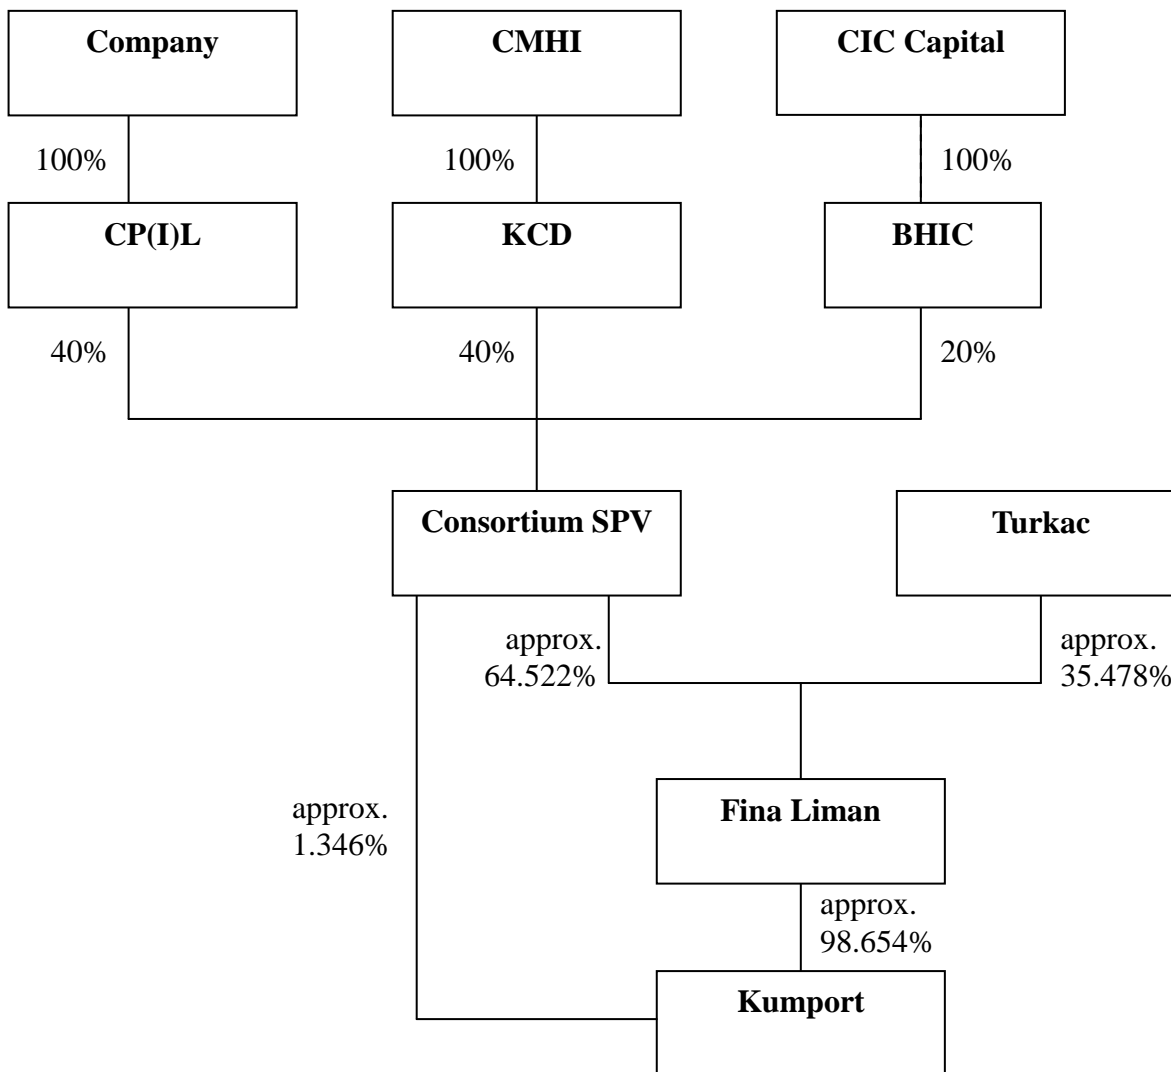 Company
CMHI
CIC Capital
100%
100%
100%
CP(I)L
KCD
BHIC
40%
40%
20%
Consortium SPV
Turkac
approx.
64.522%
approx.
35.478%
Fina Liman
approx.
1.346%
approx.
98.654%
Kumport